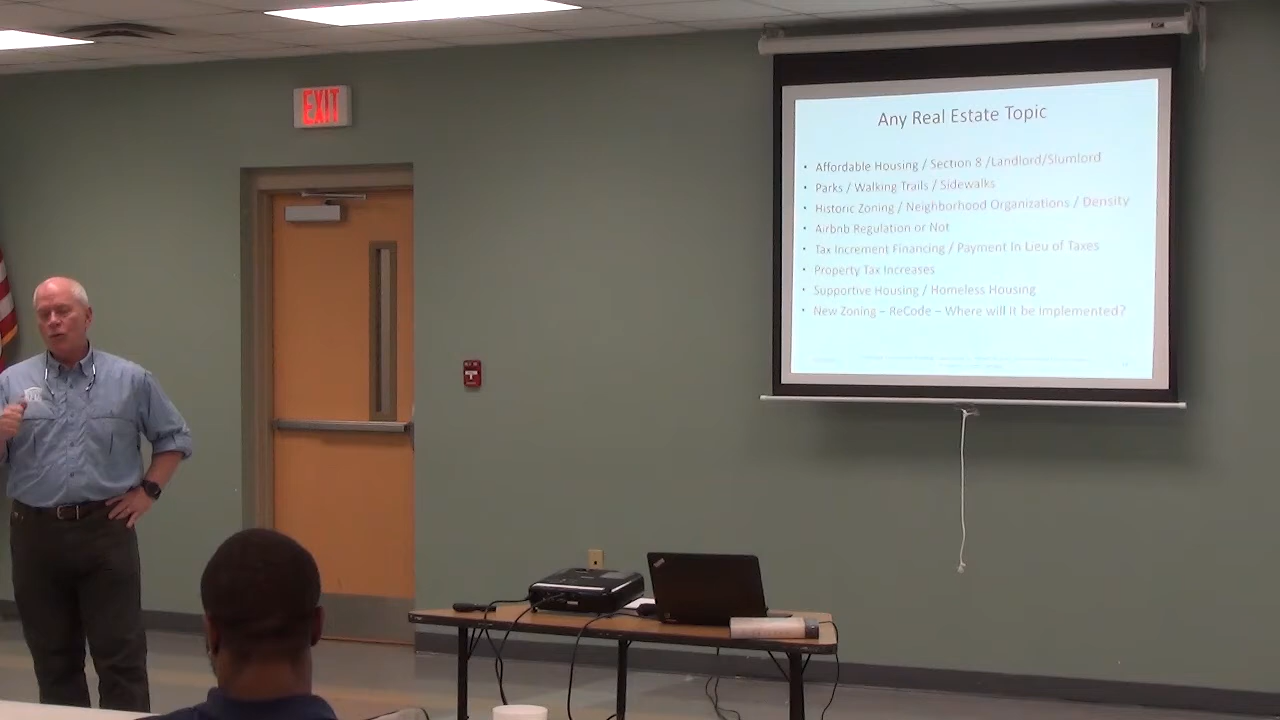 EXIT
Any Real Estate Topic
• Affordable Housing / Section 8 /Landlord/Slumlord
• Parks / Walking Trails / Sidewalks
• Historic Zoning / Neighborhood Organizations / Density
• Airbnb Regulation or Not
• Tax Increment Financing / Payment In Lieu of Taxes
• Property Tax Increases
• Supportive Housing / Homeless Housing
• New Zoning – ReCode – Where will it be Implemented?